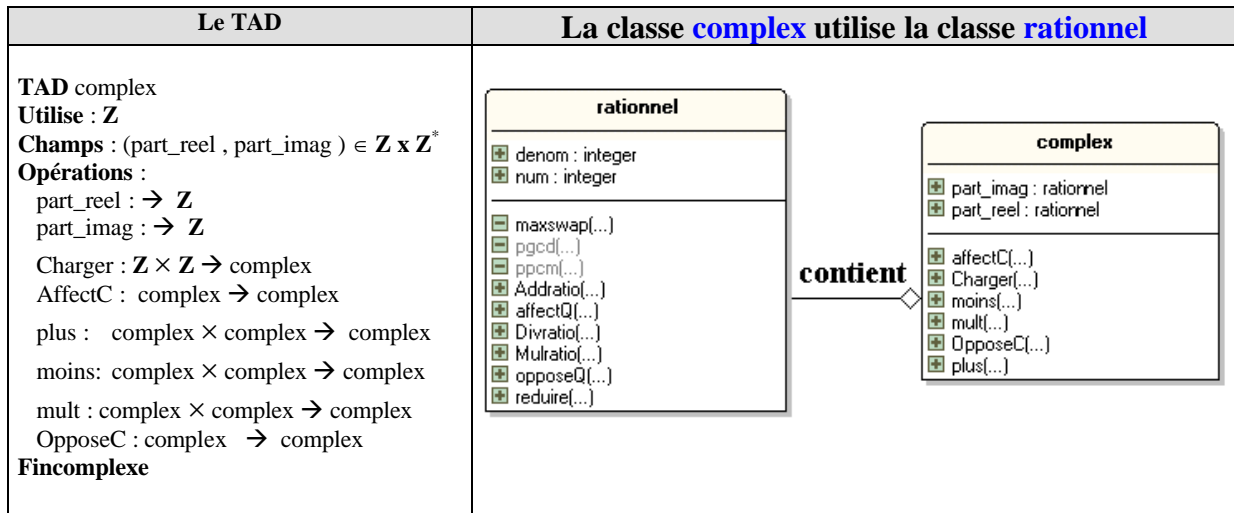 Le TAD
La classe complex utilise la classe rationnel
TAD complex
Utilise : Z
Champs : (part_reel , part_imag ) ∈ Z x Z*
Opérations :
part_reel : → Z
part_imag : → Z
Charger : Z × Z → complex
AffectC : complex → complex
plus : complex × complex → complex
moins: complex × complex → complex
mult : complex × complex → complex
OpposeC : complex → complex
Fincomplexe
rationnel
denom : integer
num : integer
maxswap(...)
pgcd(...)
ppcm(...)
Addratio(...)
affectQ(...)
Divratio(...)
Mulratio(...)
opposeQ(...)
reduire(...)
contient
complex
part_imag : rationnel
part_reel : rationnel
affectC(...)
Charger(...)
moins(...)
mult(...)
OpposeC(...)
plus(...)